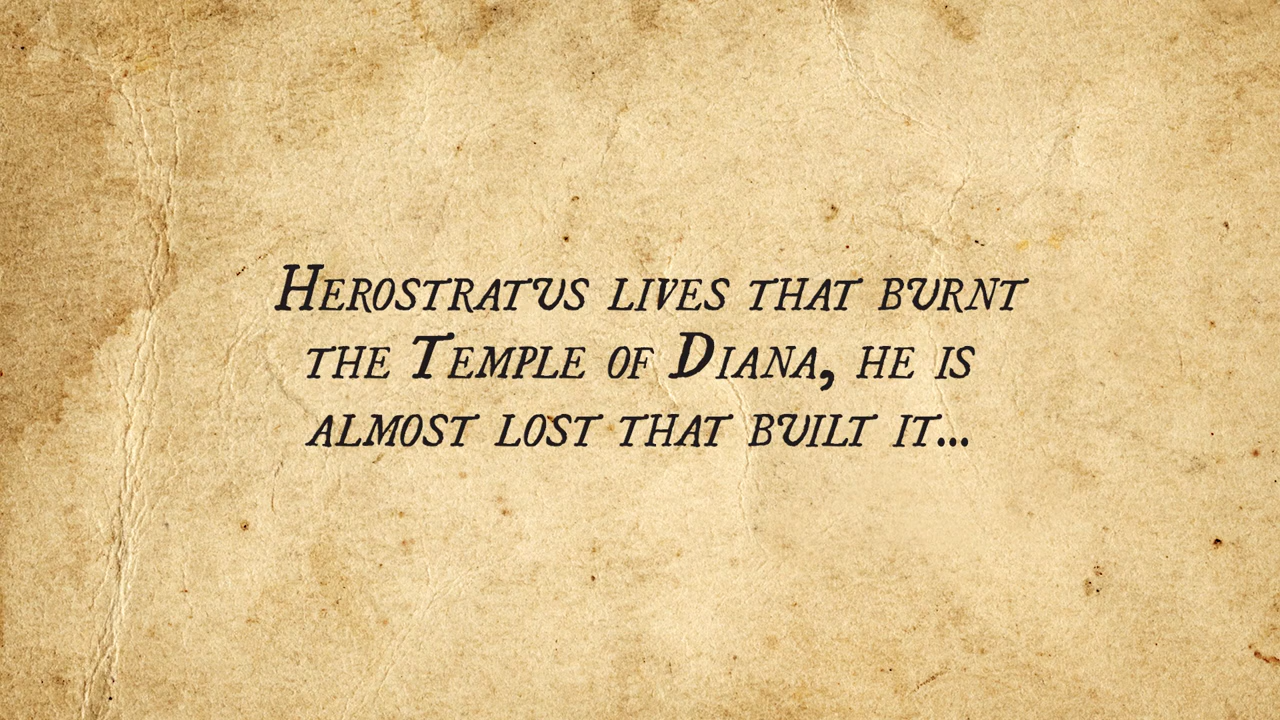 Herostratus lives that burnt
the Temple of Diana, he is
almost lost that built it...